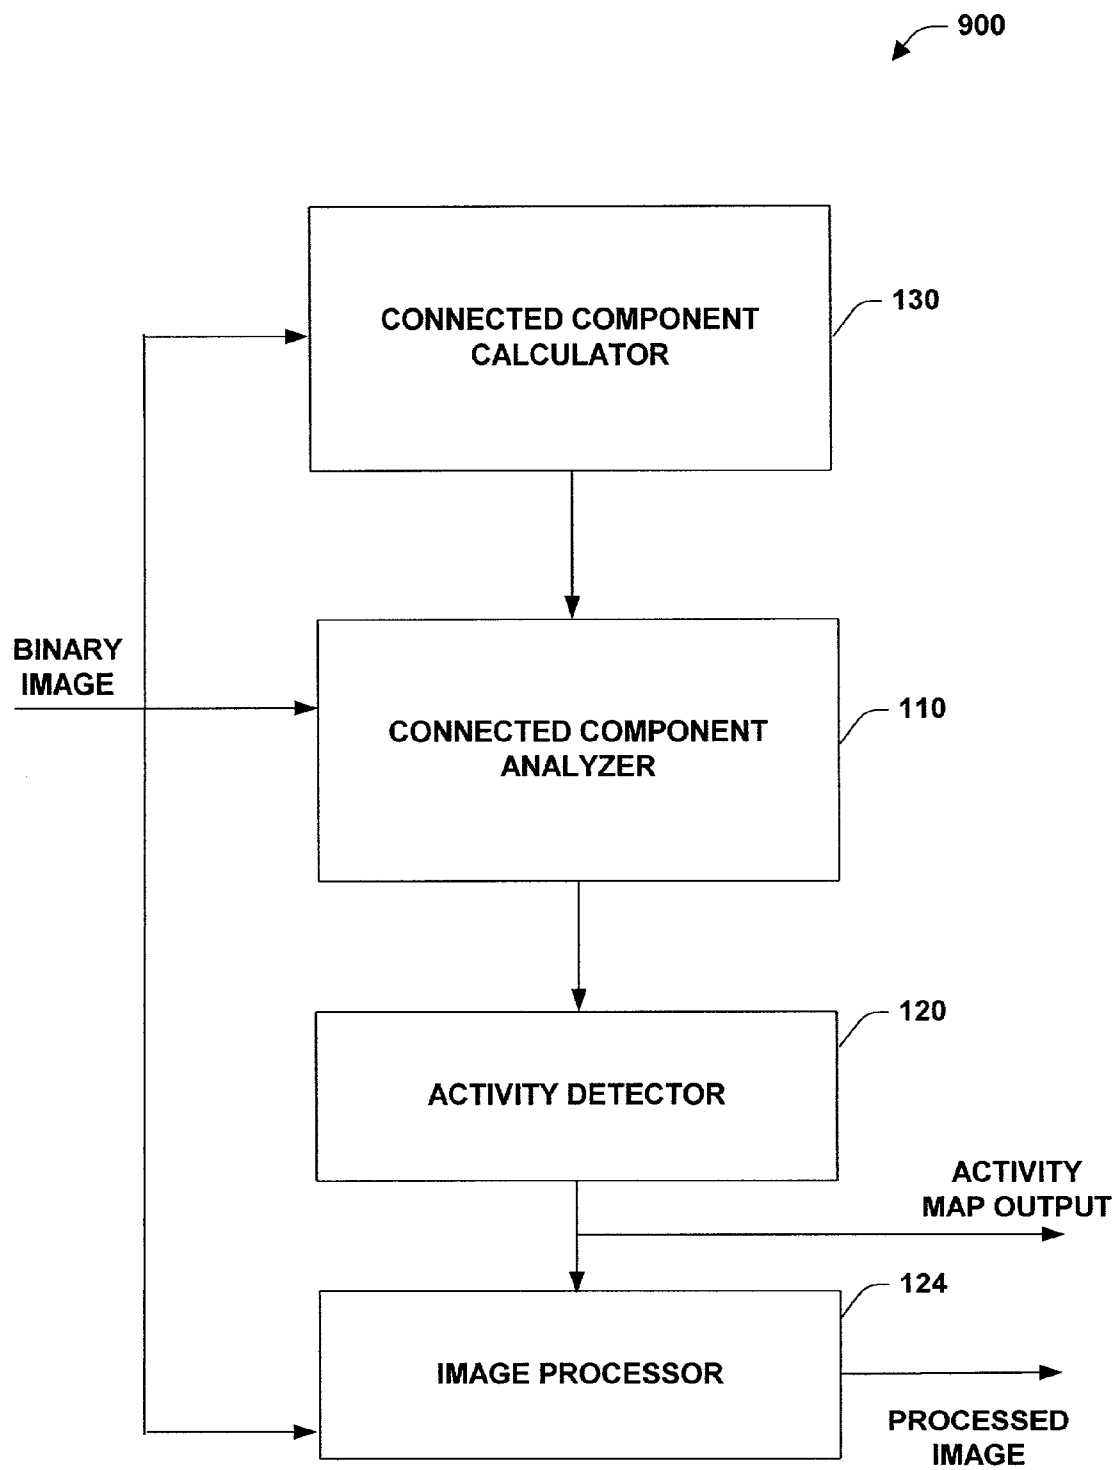 900
CONNECTED COMPONENT
CALCULATOR
130
BINARY
IMAGE
CONNECTED COMPONENT
ANALYZER
110
120
ACTIVITY DETECTOR
ACTIVITY
MAP OUTPUT
124
IMAGE PROCESSOR
PROCESSED
IMAGE